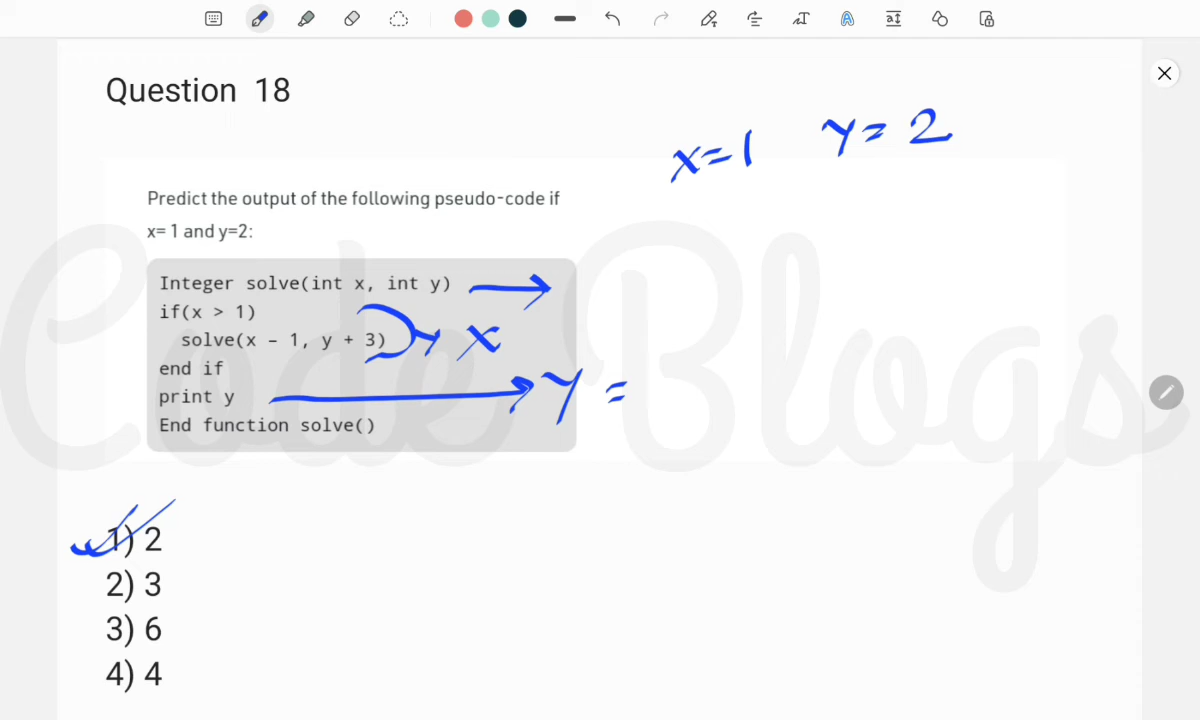 Question 18
x=1 y=2
Predict the output of the following pseudo-code if
x= 1 and y=2:
Integer solve(int x, int y)
if(x > 1)
solve(x - 1, y + 3)
x
end if
print y
y =
End function solve()
1) 2
2) 3
3) 6
4) 4
Code Blogs